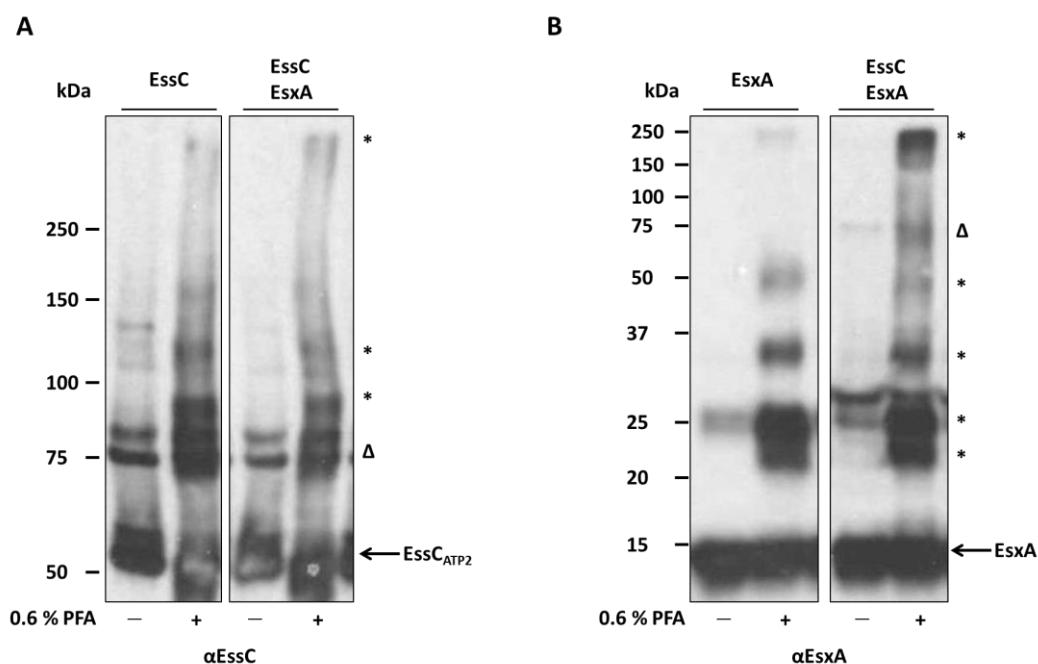 A
kDa
EssC
EssC
EsxA
*
250
150
*
100
*
75
Δ
EssC_ATP2
50
0.6 % PFA − + − +
αEssC
B
kDa
EsxA
EssC
EsxA
250
*
150
100
75
Δ
50
*
37
*
25
*
*
20
15
EsxA
0.6 % PFA − + − +
αEsxA